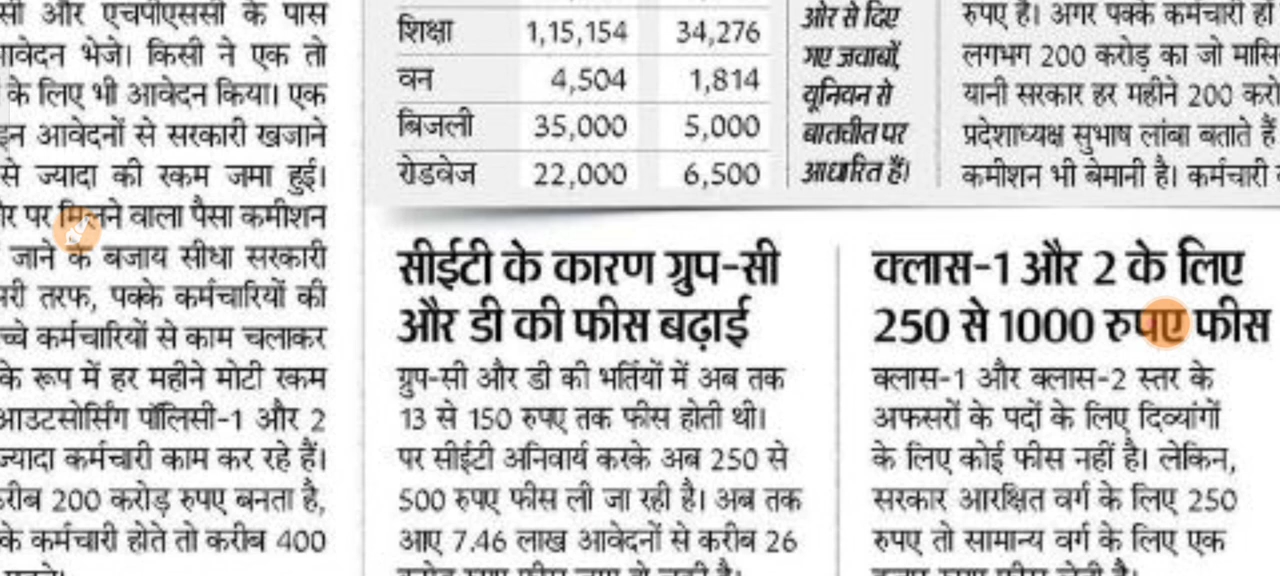 सी और एचपीएससी के पास
आवेदन भेजे। किसी ने एक तो
के लिए भी आवेदन किया। एक
इन आवेदनों से सरकारी खजाने
से ज्यादा की रकम जमा हुई।
पर मिलने वाला पैसा कमीशन
जाने के बजाय सीधा सरकारी
तरफ, पक्के कर्मचारियों की
कर्मचारियों से काम चलाकर
के रूप में हर महीने मोटी रकम
आउटसोर्सिंग पॉलिसी-1 और 2
ज्यादा कर्मचारी काम कर रहे हैं।
करीब 200 करोड़ रुपए बनता है,
के कर्मचारी होते तो करीब 400
शिक्षा 1,15,154 34,276
वन 4,504 1,814
बिजली 35,000 5,000
रोडवेज 22,000 6,500
ओर से दिए
गए जवाबों,
यूनियन से
बातचीत पर
आधारित हैं।
रुपए है। अगर पक्के कर्मचारी हों
लगभग 200 करोड़ का जो
यानी सरकार हर महीने 200
प्रदेशाध्यक्ष सुभाष लांबा बताते हैं
कमीशन भी बेमानी है। कर्मचारी
सीईटी के कारण ग्रुप-सी
और डी की फीस बढ़ाई
ग्रुप-सी और डी की भर्तियों में अब तक
13 से 150 रुपए तक फीस होती थी।
पर सीईटी अनिवार्य करके अब 250 से
500 रुपए फीस ली जा रही है। अब तक
आए 7.46 लाख आवेदनों से करीब 26
क्लास-1 और 2 के लिए
250 से 1000 रुपए फीस
क्लास-1 और क्लास-2 स्तर के
अफसरों के पदों के लिए दिव्यांगों
के लिए कोई फीस नहीं है। लेकिन,
सरकार आरक्षित वर्ग के लिए 250
रुपए तो सामान्य वर्ग के लिए एक